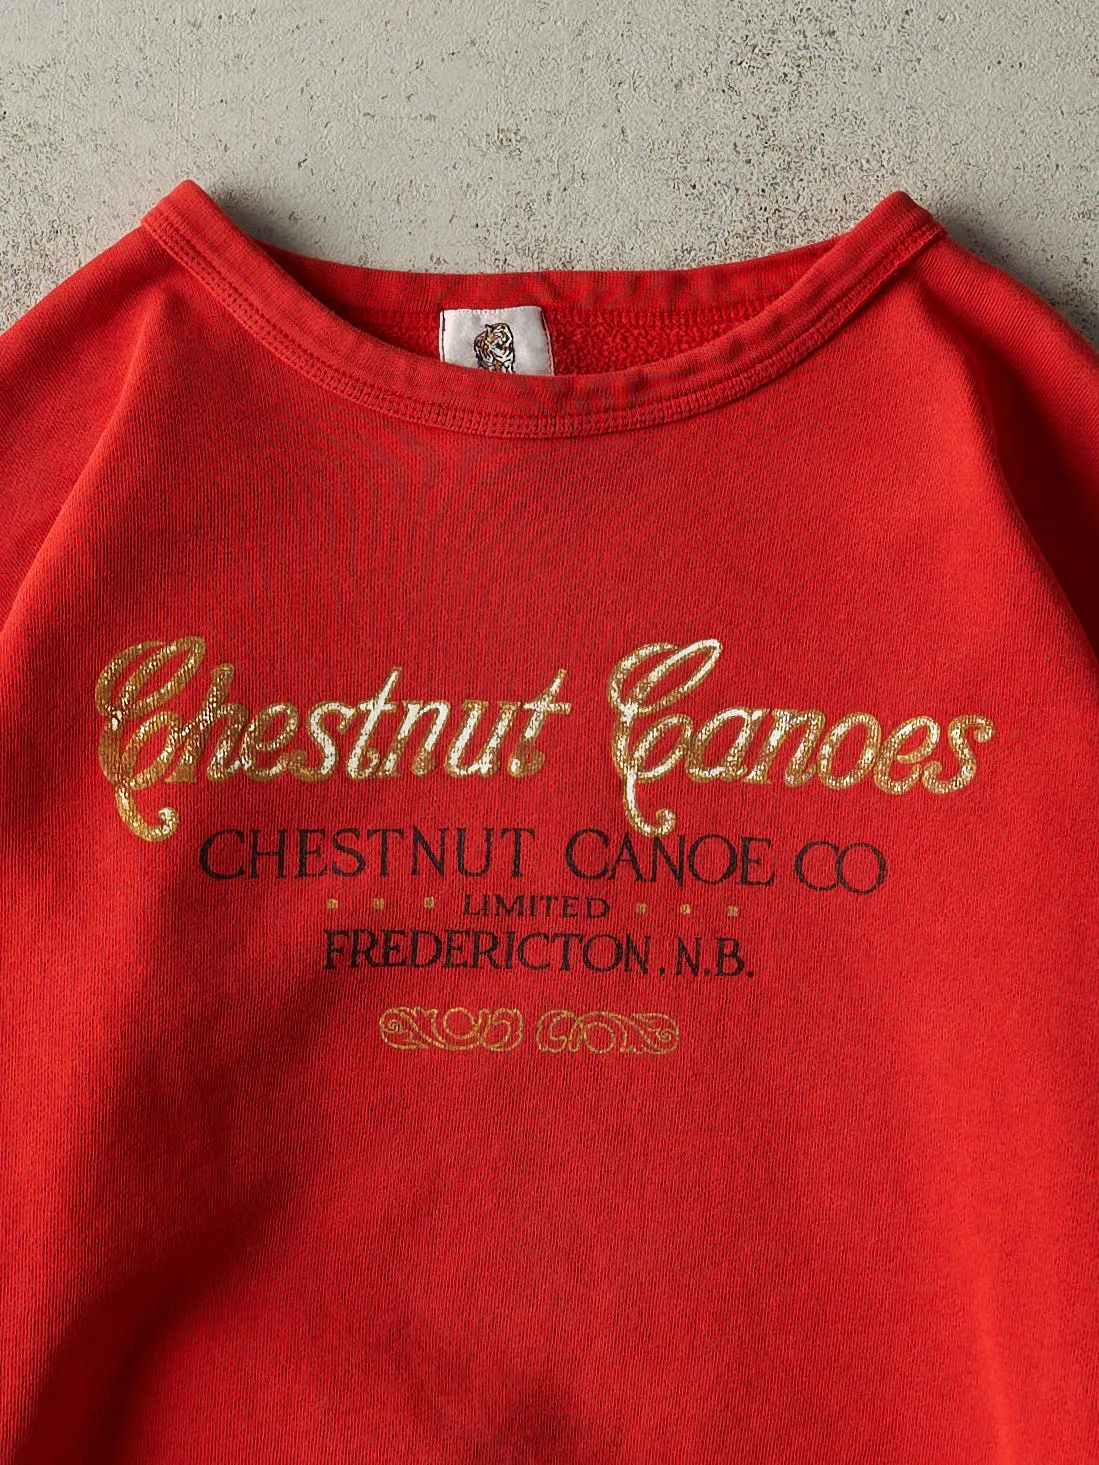 Chestnut Canoes
CHESTNUT CANOE CO
LIMITED
FREDERICTON, N.B.